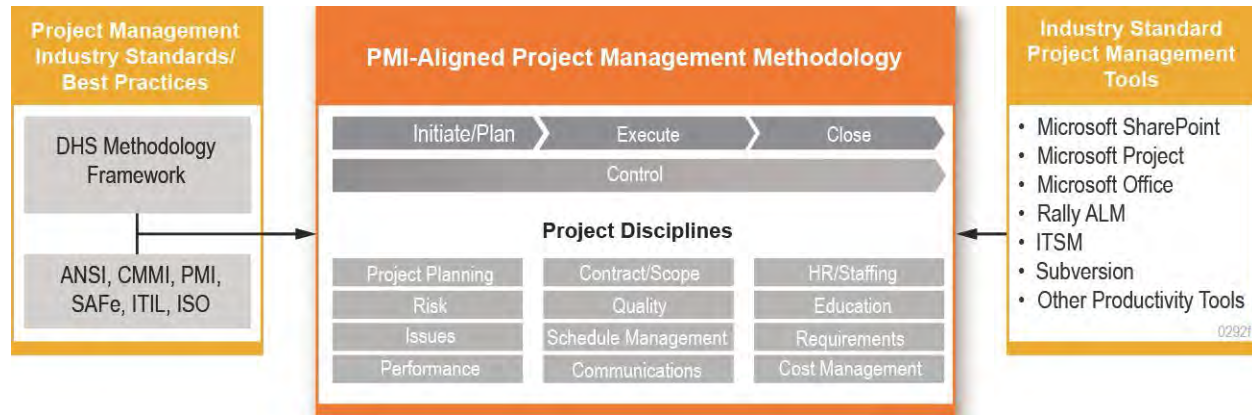 Project Management
Industry Standards/
Best Practices
DHS Methodology
Framework
ANSI, CMMI, PMI,
SAFe, ITIL, ISO
PMI-Aligned Project Management Methodology
Initiate/Plan
Execute
Close
Control
Project Disciplines
Project Planning
Contract/Scope
HR/Staffing
Risk
Quality
Education
Issues
Schedule Management
Requirements
Performance
Communications
Cost Management
Industry Standard
Project Management
Tools
• Microsoft SharePoint
• Microsoft Project
• Microsoft Office
• Rally ALM
• ITSM
• Subversion
• Other Productivity Tools